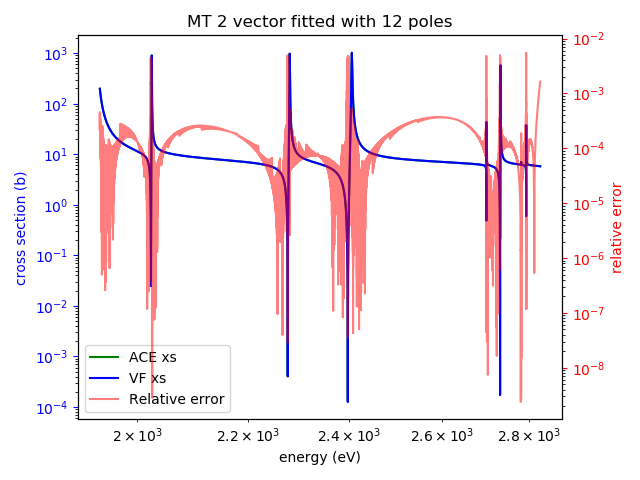 MT 2 vector fitted with 12 poles
10³
10²
10¹
10⁰
10⁻¹
10⁻²
10⁻³
10⁻⁴
cross section (b)
10⁻²
10⁻³
10⁻⁴
10⁻⁵
10⁻⁶
10⁻⁷
10⁻⁸
relative error
ACE xs
VF xs
Relative error
2 × 10³ 2.2 × 10³ 2.4 × 10³ 2.6 × 10³ 2.8 × 10³
energy (eV)